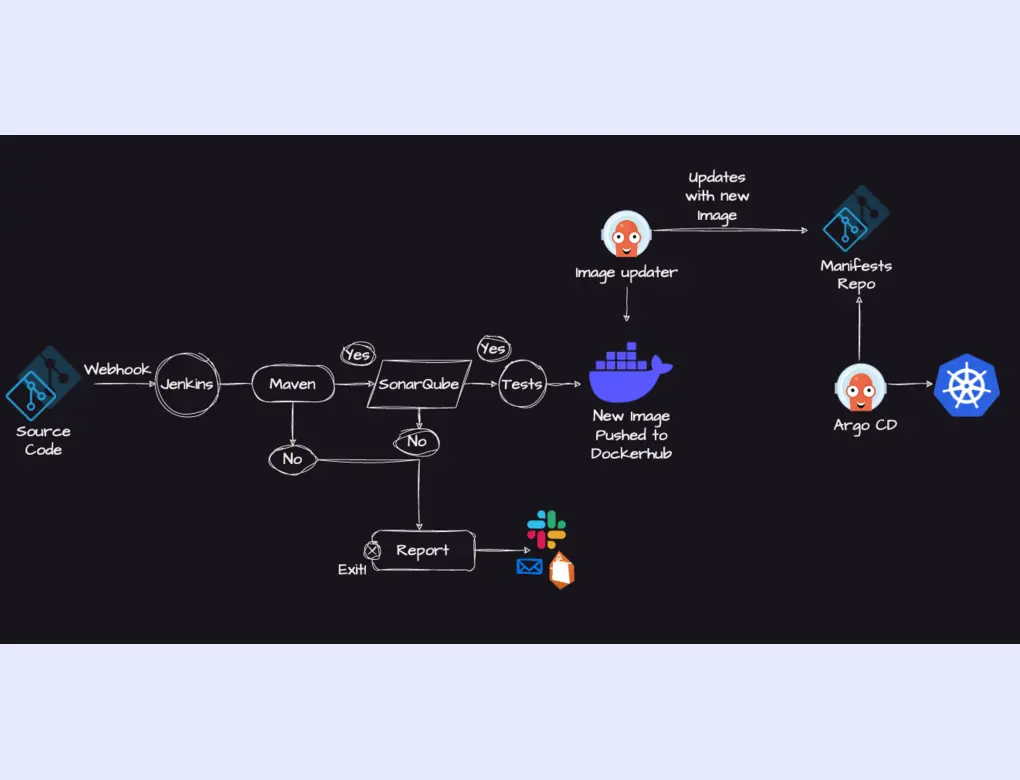 Updates
with new
Image
Image updater
Manifests
Repo
Webhook
Jenkins
Maven
Yes
SonarQube
Yes
Tests
Source
Code
No
No
New Image
Pushed to
Dockerhub
Argo CD
Report
Exit!